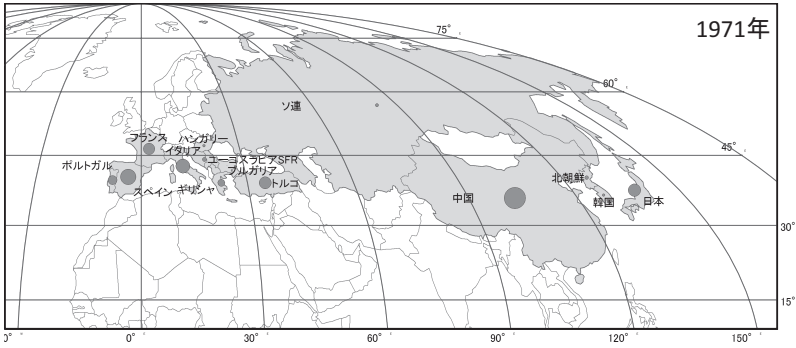 1971年
75°
60°
ソ連
フランス ハンガリー
イタリア
45°
ユーゴスラビアSFR
ポルトガル
ブルガリア
トルコ
北朝鮮
スペイン ギリシャ
中国
韓国
日本
30°
15°
0° 30° 60° 90° 120° 150°